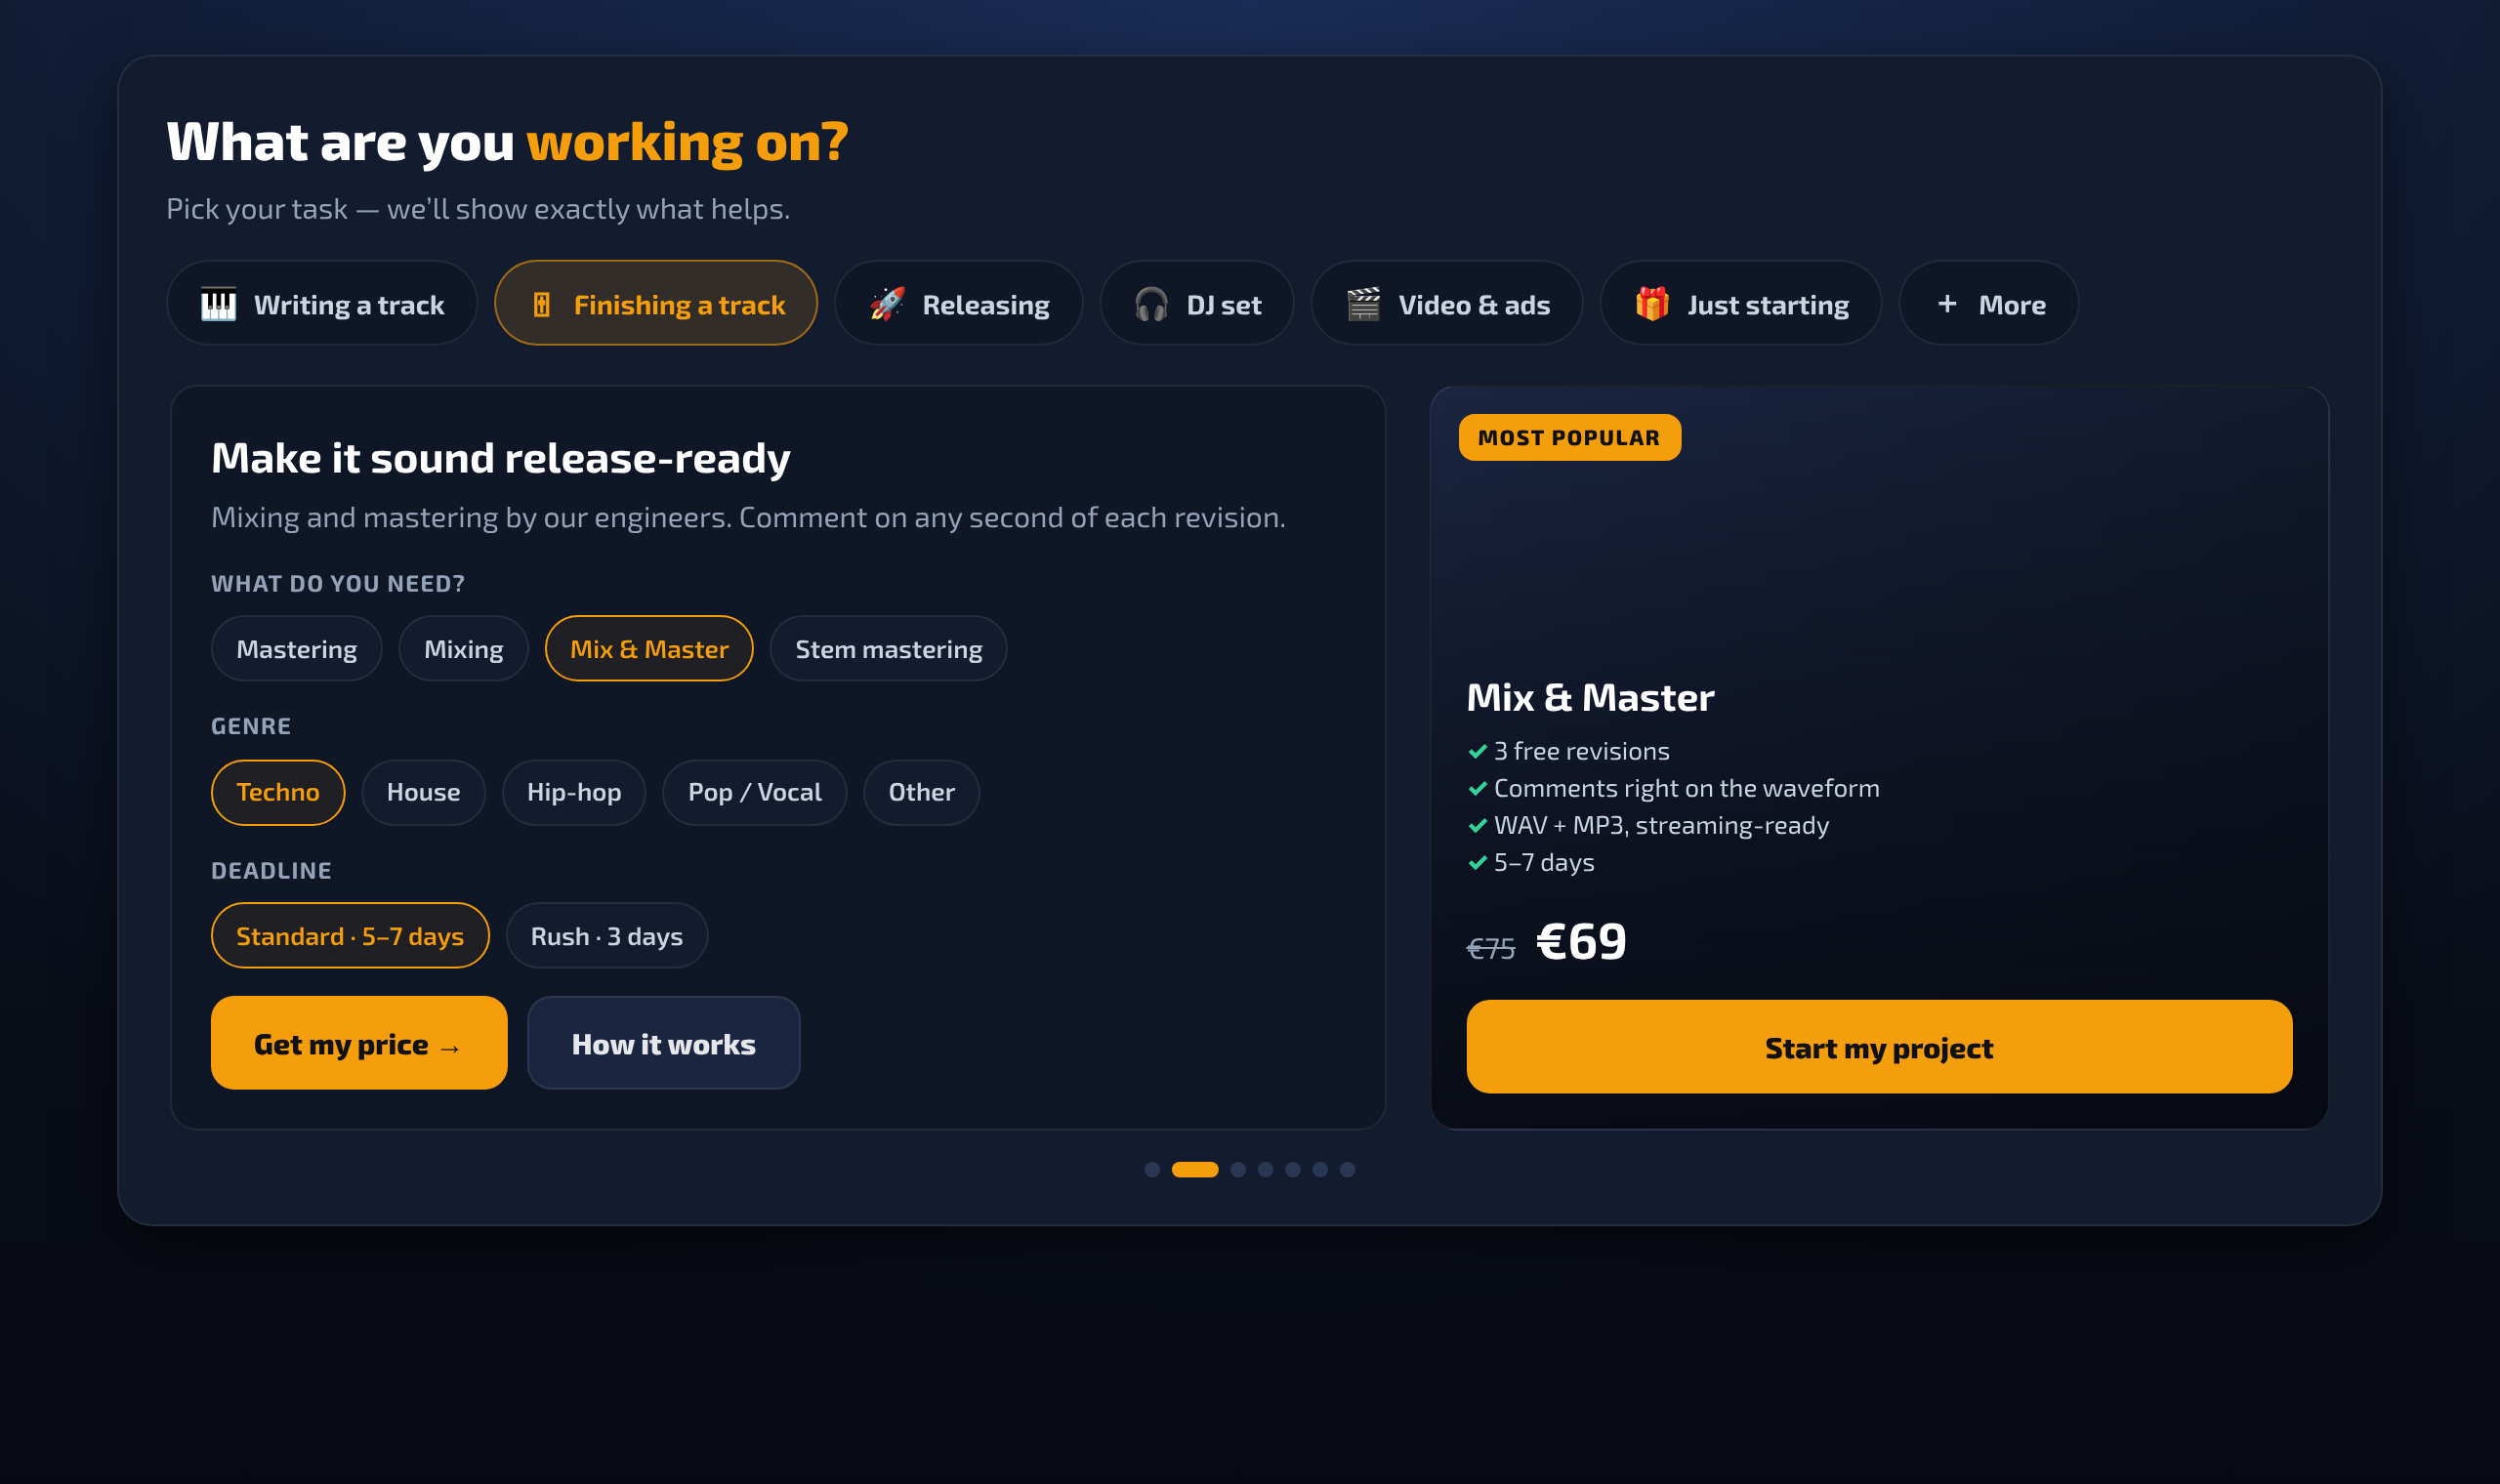 What are you working on?
Pick your task — we’ll show exactly what helps.
🎹 Writing a track
🎚 Finishing a track
🚀 Releasing
🎧 DJ set
🎬 Video & ads
🎁 Just starting
+ More
Make it sound release-ready
Mixing and mastering by our engineers. Comment on any second of each revision.
WHAT DO YOU NEED?
Mastering
Mixing
Mix & Master
Stem mastering
GENRE
Techno
House
Hip-hop
Pop / Vocal
Other
DEADLINE
Standard · 5–7 days
Rush · 3 days
Get my price →
How it works
MOST POPULAR
Mix & Master
✓ 3 free revisions
✓ Comments right on the waveform
✓ WAV + MP3, streaming-ready
✓ 5–7 days
€75 €69
Start my project